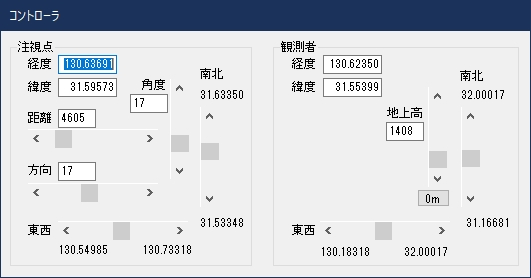 コントローラ
注視点
経度 130.63691
緯度 31.59573
角度
17
南北
31.63350
距離 4605
方向 17
31.53348
東西
130.54985 130.73318
観測者
経度 130.62350
緯度 31.55399
南北
32.00017
地上高
1408
0m
31.16681
東西
130.18318 32.00017